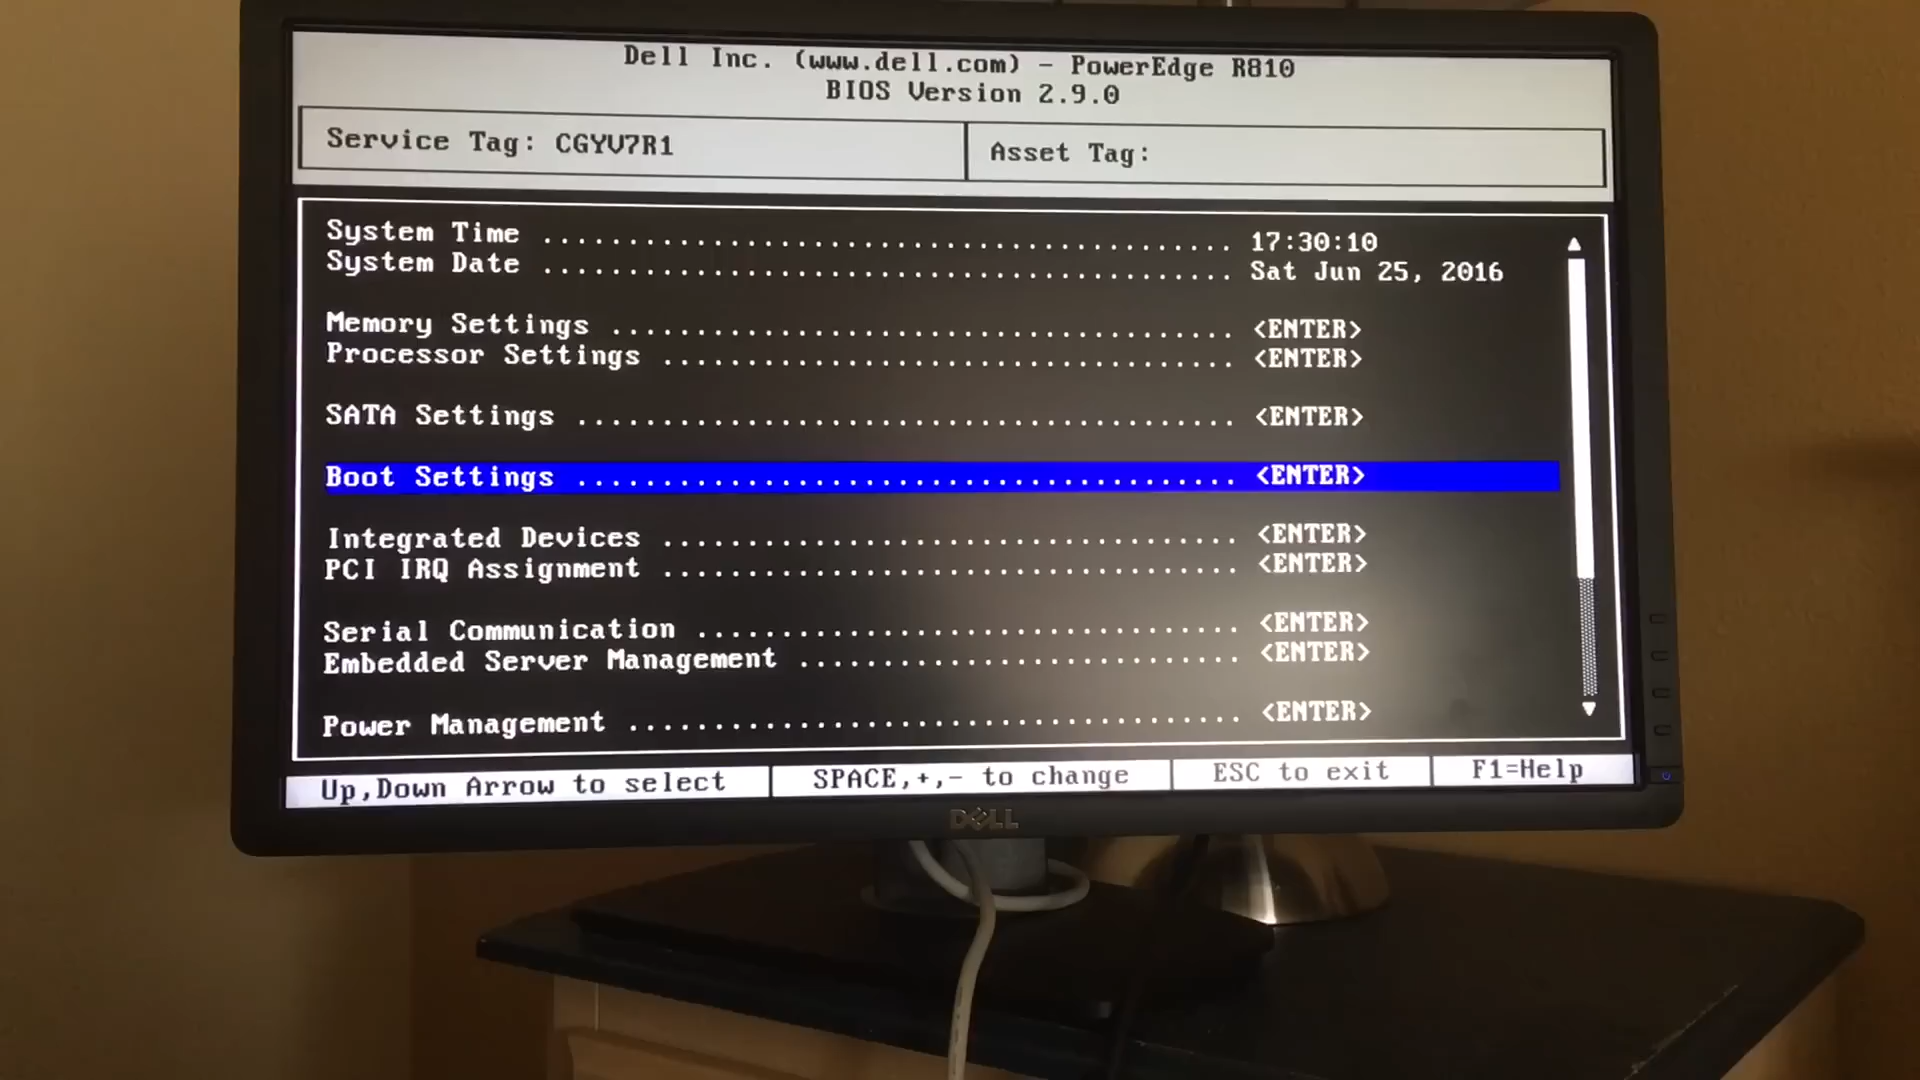 Dell Inc. (www.dell.com) - PowerEdge R810
BIOS Version 2.9.0
Service Tag: CGYV7R1
Asset Tag:
System Time ........................................ 17:30:10
System Date ........................................ Sat Jun 25, 2016
Memory Settings .................................... <ENTER>
Processor Settings ................................. <ENTER>
SATA Settings ...................................... <ENTER>
Boot Settings ...................................... <ENTER>
Integrated Devices ................................. <ENTER>
PCI IRQ Assignment ................................. <ENTER>
Serial Communication ............................... <ENTER>
Embedded Server Management ......................... <ENTER>
Power Management ................................... <ENTER>
Up,Down Arrow to select
SPACE,+,- to change
ESC to exit
F1=Help
DELL